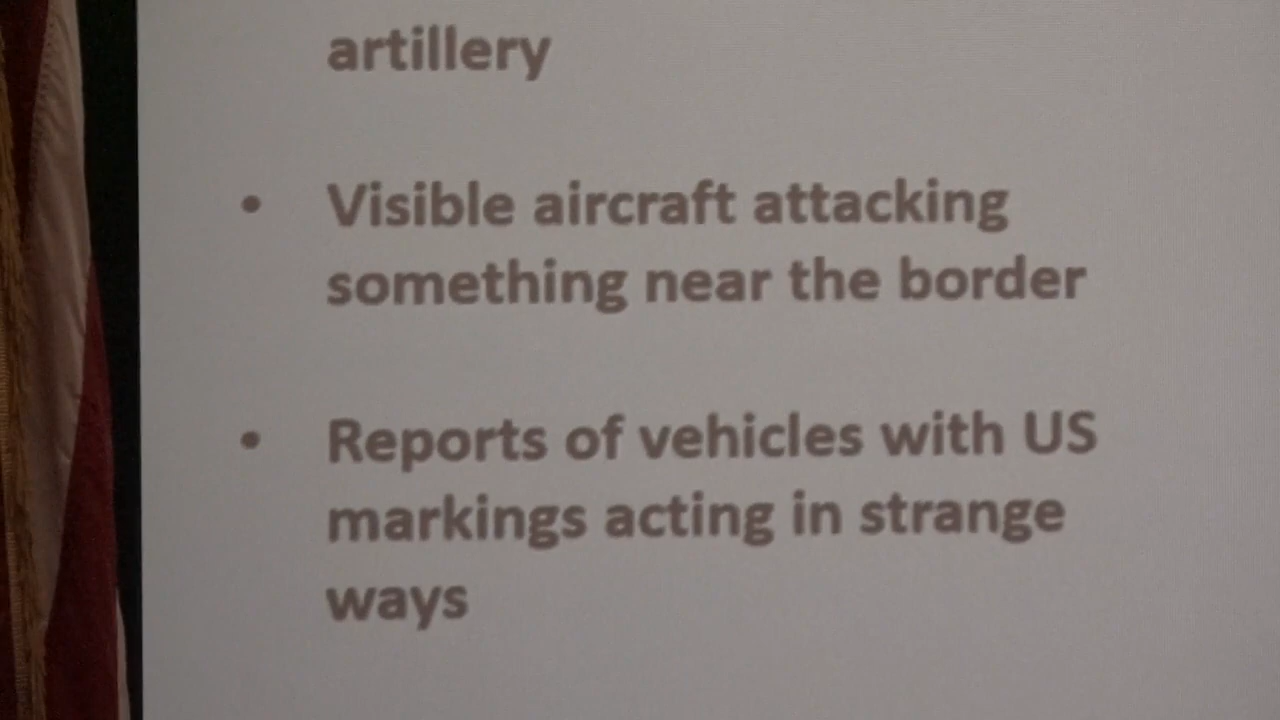 artillery
• Visible aircraft attacking
something near the border
• Reports of vehicles with US
markings acting in strange
ways